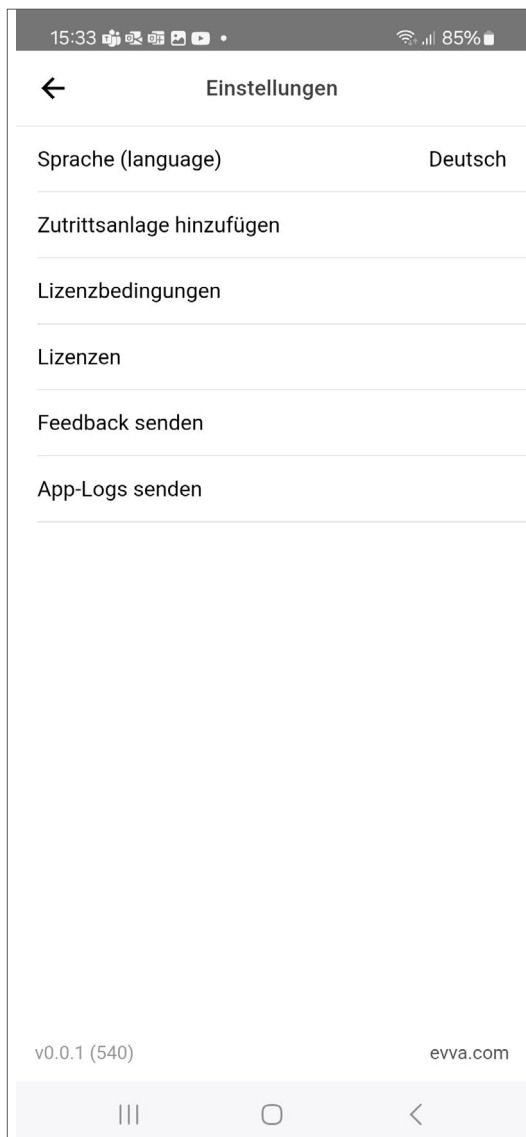 15:33 85%
Einstellungen
Sprache (language) Deutsch
Zutrittsanlage hinzufügen
Lizenzbedingungen
Lizenzen
Feedback senden
App-Logs senden
v0.0.1 (540) evva.com